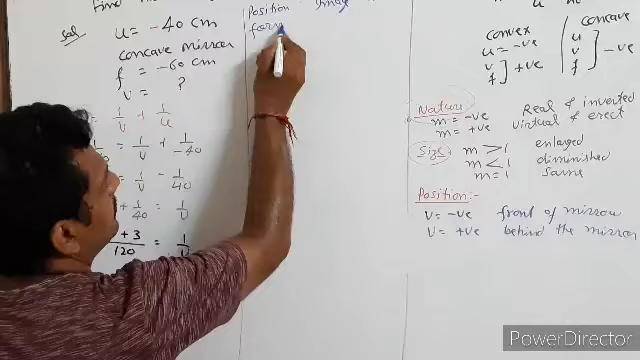 Find
Sol u = -40 cm
concave mirror
f = -60 cm
v = ?
1/v + 1/u
= 1/v + 1/-40
= 1/v - 1/40
+ 1/40 = 1/v
+ 3/120 = 1/v
Position Image
form
convex
u = -ve
v
f ] +ve
concave
u
v
f ] -ve
Nature
m = -ve Real & inverted
m = +ve virtual & erect
Size m > 1 enlarged
m < 1 diminished
m = 1 same
Position:-
v = -ve front of mirror
v = +ve behind the mirror
PowerDirector